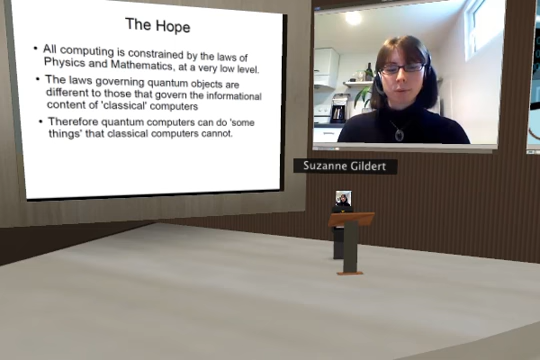 The Hope
• All computing is constrained by the laws of
Physics and Mathematics, at a very low level.
• The laws governing quantum objects are
different to those that govern the informational
content of 'classical' computers
• Therefore quantum computers can do 'some
things' that classical computers cannot.
Suzanne Gildert